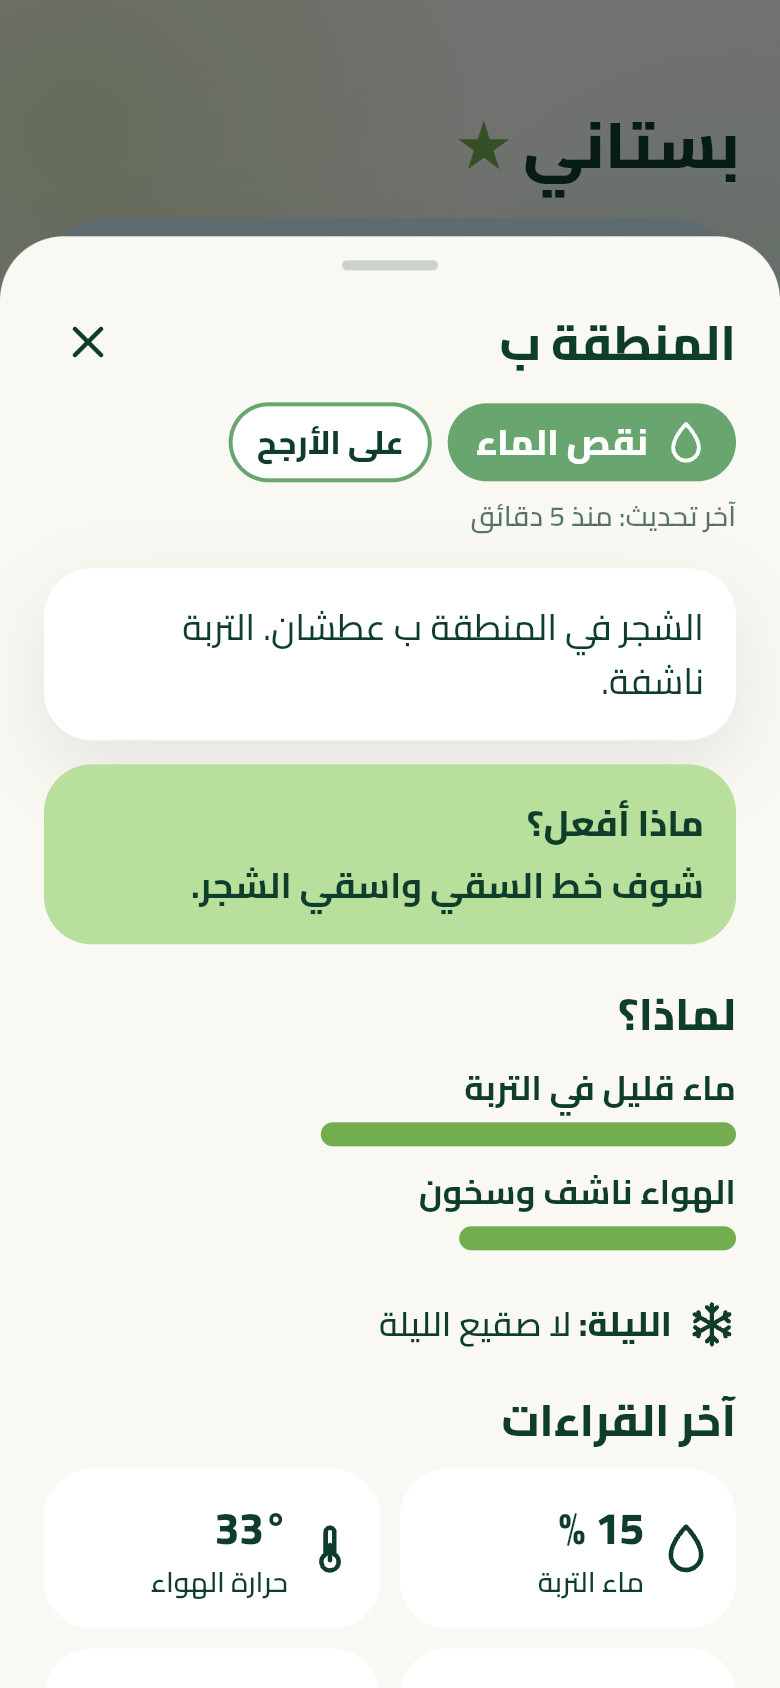 بستاني
المنطقة ب
نقص الماء
على الأرجح
آخر تحديث: منذ 5 دقائق
الشجر في المنطقة ب عطشان. التربة
ناشفة.
ماذا أفعل؟
شوف خط السقي واسقي الشجر.
لماذا؟
ماء قليل في التربة
الهواء ناشف وسخون
الليلة: لا صقيع الليلة
آخر القراءات
15 %
ماء التربة
33°
حرارة الهواء